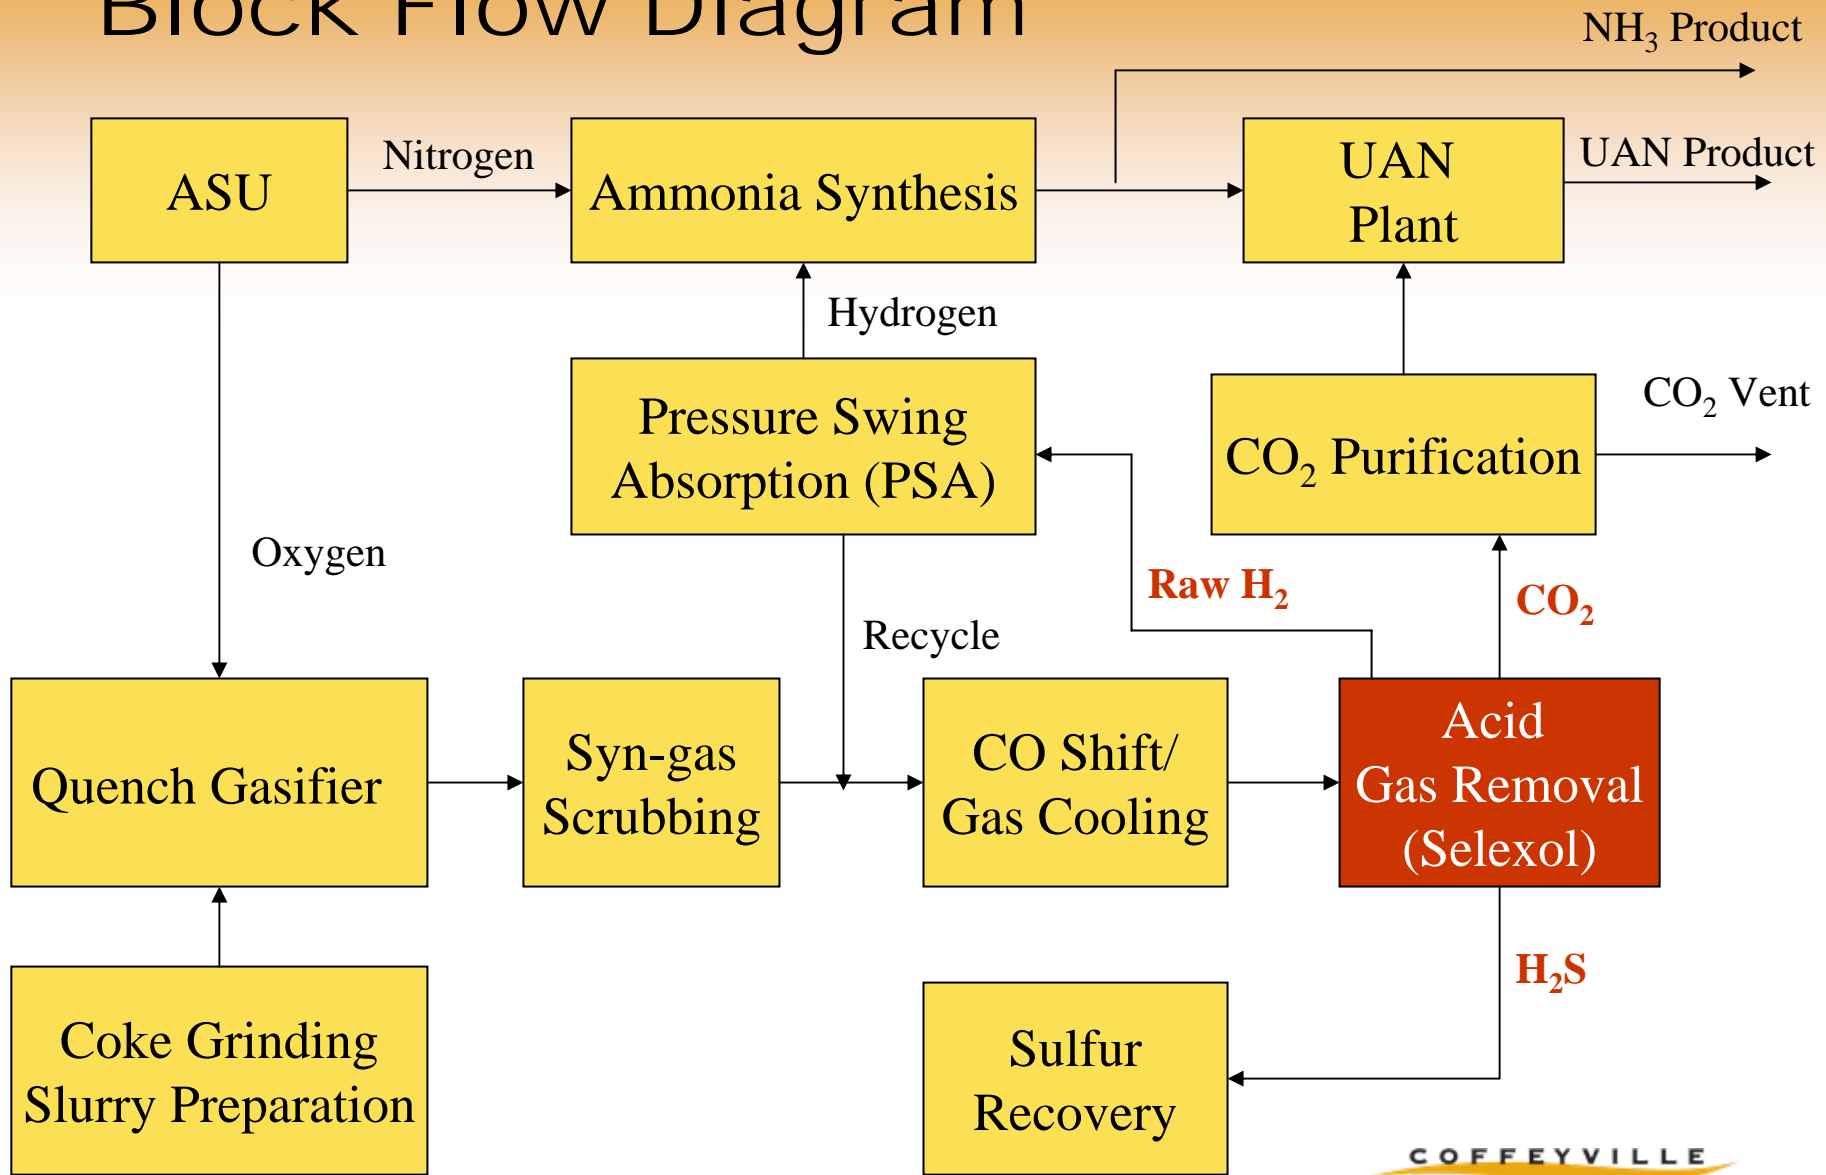 Block Flow Diagram
NH₃ Product
ASU
Nitrogen
Ammonia Synthesis
UAN
Plant
UAN Product
Hydrogen
Pressure Swing
Absorption (PSA)
CO₂ Purification
CO₂ Vent
Oxygen
Raw H₂
CO₂
Recycle
Quench Gasifier
Syn-gas
Scrubbing
CO Shift/
Gas Cooling
Acid
Gas Removal
(Selexol)
H₂S
Coke Grinding
Slurry Preparation
Sulfur
Recovery
COFFEYVILLE